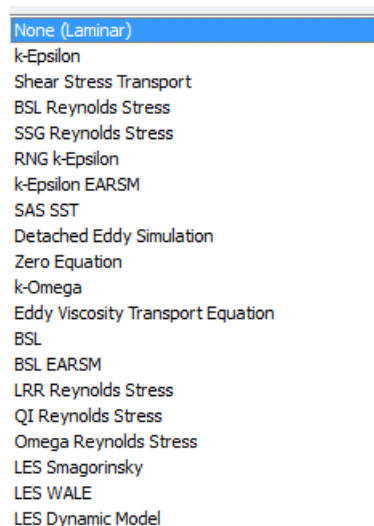 None (Laminar)
k-Epsilon
Shear Stress Transport
BSL Reynolds Stress
SSG Reynolds Stress
RNG k-Epsilon
k-Epsilon EARSM
SAS SST
Detached Eddy Simulation
Zero Equation
k-Omega
Eddy Viscosity Transport Equation
BSL
BSL EARSM
LRR Reynolds Stress
QI Reynolds Stress
Omega Reynolds Stress
LES Smagorinsky
LES WALE
LES Dynamic Model